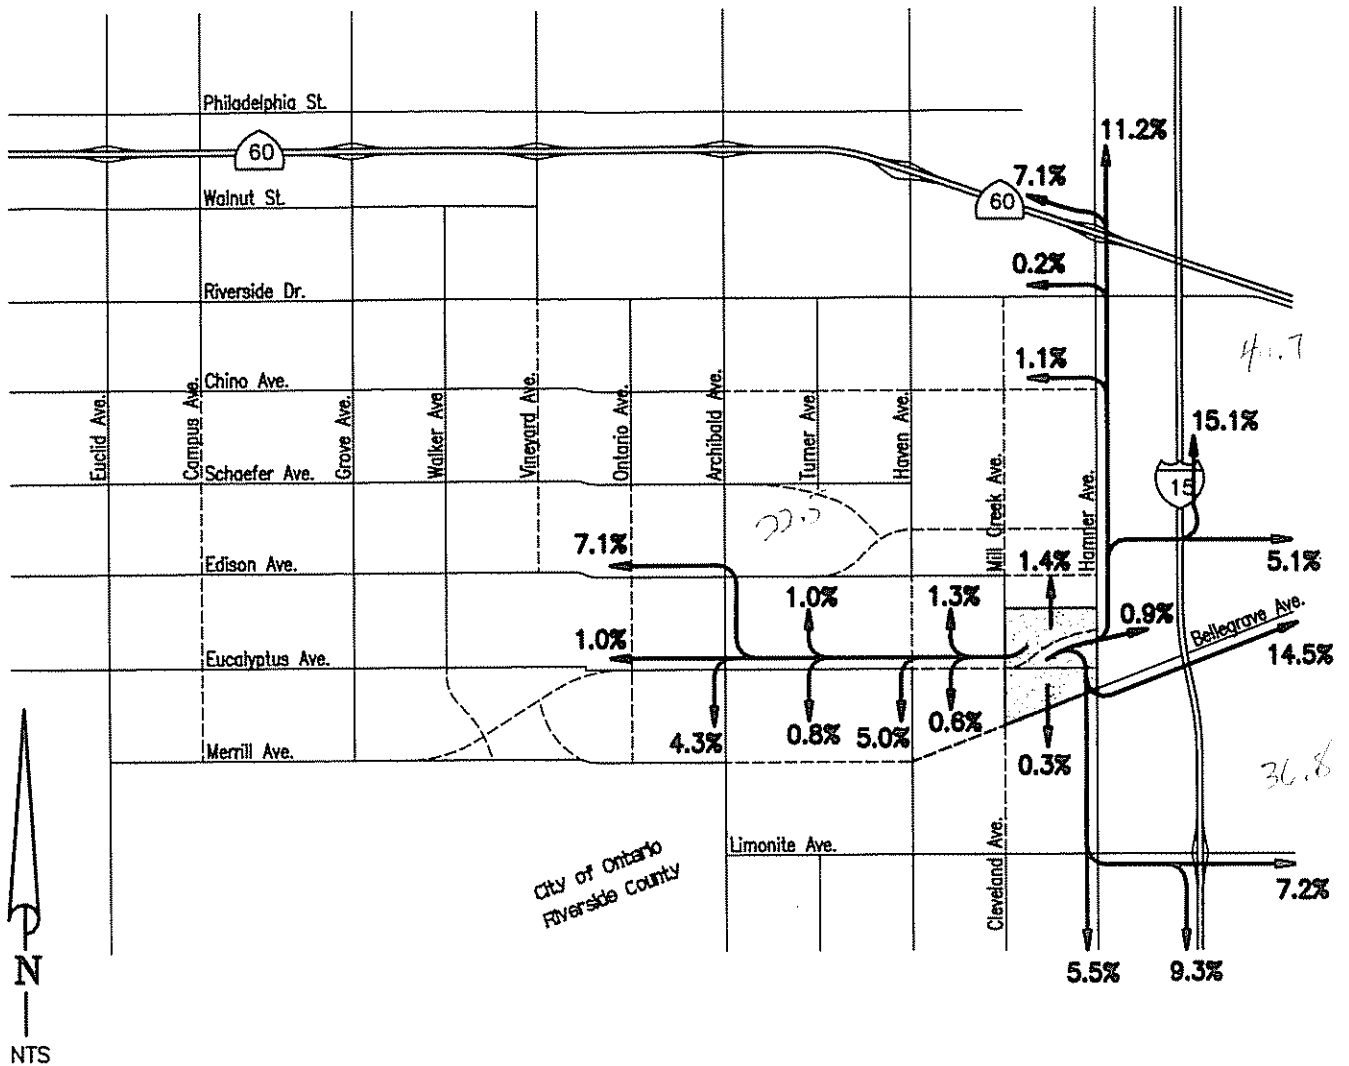 Philadelphia St.
11.2%
60
7.1%
Walnut St.
60
0.2%
Riverside Dr.
1.1%
Chino Ave.
Euclid Ave.
Campus Ave.
Grove Ave.
Walker Ave
Vineyard Ave.
Ontario Ave.
Archibald Ave.
Turner Ave.
Haven Ave.
Mill Creek Ave.
Hamner Ave.
15.1%
Schaefer Ave.
15
7.1%
Edison Ave.
1.4%
5.1%
1.0%
1.3%
0.9%
Bellegrave Ave.
1.0%
Eucalyptus Ave.
14.5%
4.3%
0.8%
5.0%
0.6%
Merrill Ave.
0.3%
36.8
Limonite Ave.
Cleveland Ave.
City of Ontario
Riverside County
7.2%
N
5.5%
9.3%
NTS